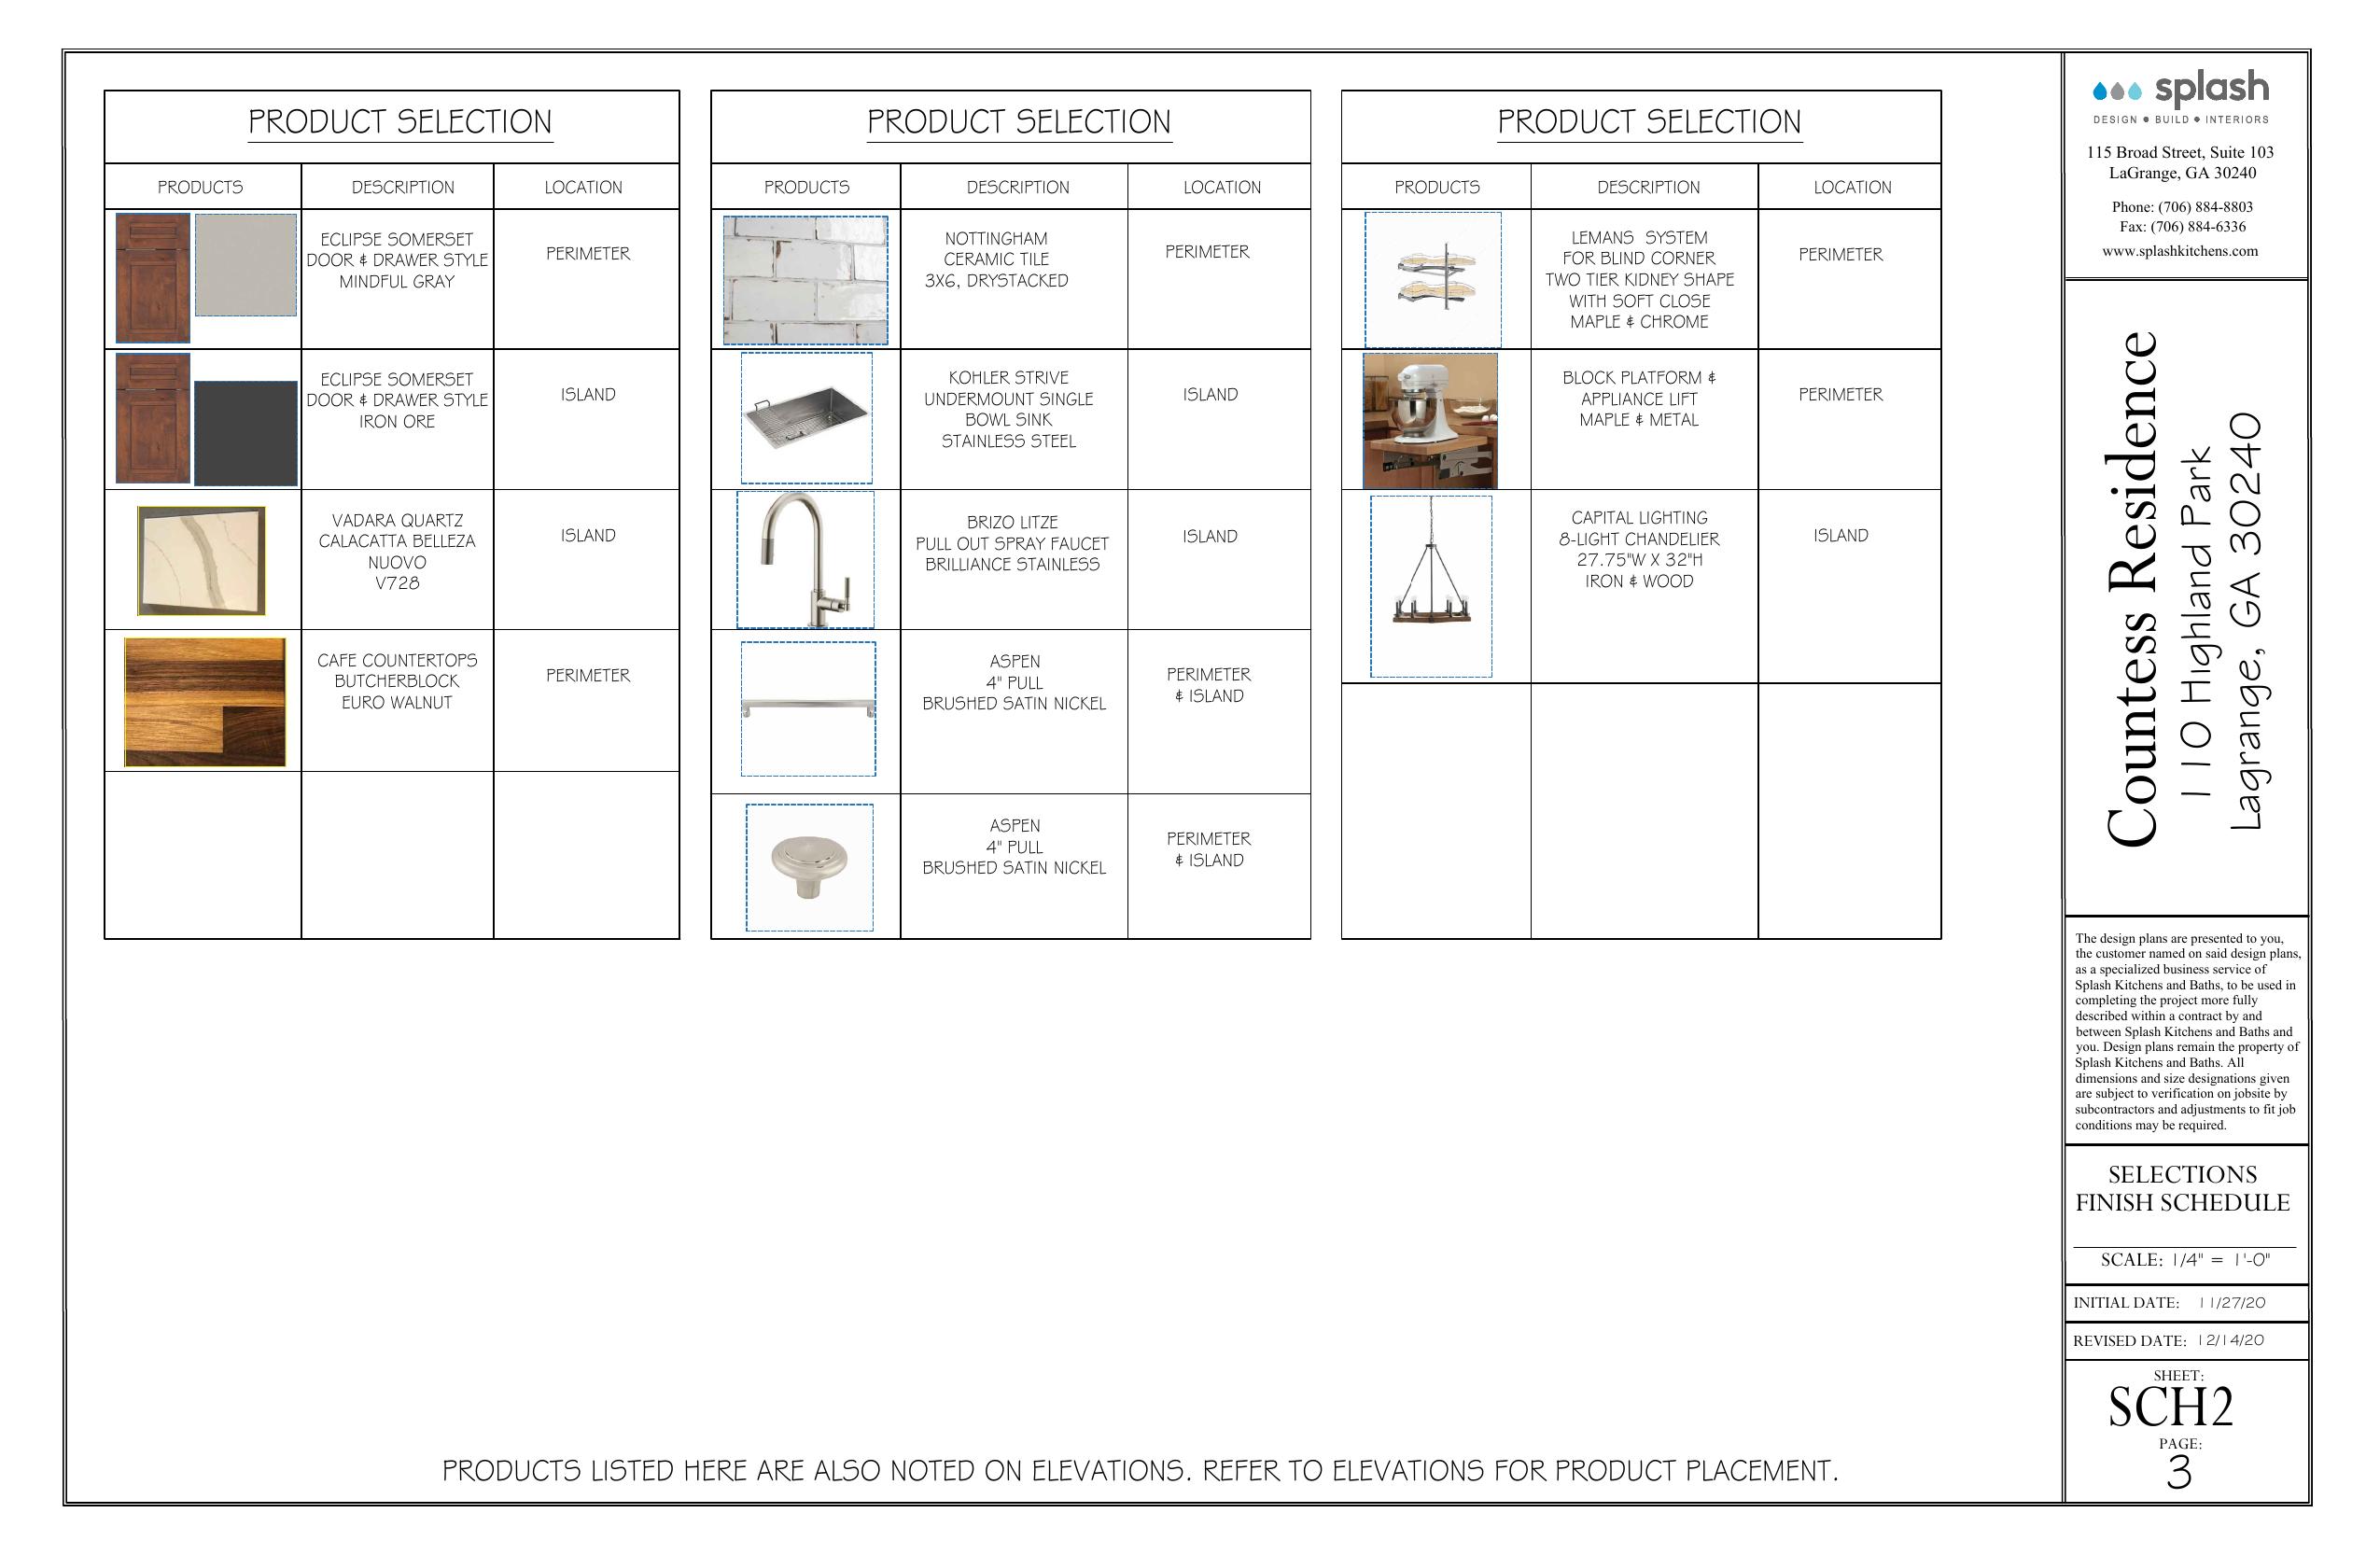 PRODUCT SELECTION
PRODUCTS DESCRIPTION LOCATION
ECLIPSE SOMERSET
DOOR & DRAWER STYLE
MINDFUL GRAY
PERIMETER
ECLIPSE SOMERSET
DOOR & DRAWER STYLE
IRON ORE
ISLAND
VADARA QUARTZ
CALACATTA BELLEZA
NUOVO
V728
ISLAND
CAFE COUNTERTOPS
BUTCHERBLOCK
EURO WALNUT
PERIMETER
PRODUCT SELECTION
PRODUCTS DESCRIPTION LOCATION
NOTTINGHAM
CERAMIC TILE
3X6, DRYSTACKED
PERIMETER
KOHLER STRIVE
UNDERMOUNT SINGLE
BOWL SINK
STAINLESS STEEL
ISLAND
BRIZO LITZE
PULL OUT SPRAY FAUCET
BRILLIANCE STAINLESS
ISLAND
ASPEN
4" PULL
BRUSHED SATIN NICKEL
PERIMETER
& ISLAND
ASPEN
4" PULL
BRUSHED SATIN NICKEL
PERIMETER
& ISLAND
PRODUCT SELECTION
PRODUCTS DESCRIPTION LOCATION
LEMANS SYSTEM
FOR BLIND CORNER
TWO TIER KIDNEY SHAPE
WITH SOFT CLOSE
MAPLE & CHROME
PERIMETER
BLOCK PLATFORM &
APPLIANCE LIFT
MAPLE & METAL
PERIMETER
CAPITAL LIGHTING
8-LIGHT CHANDELIER
27.75"W X 32"H
IRON & WOOD
ISLAND
PRODUCTS LISTED HERE ARE ALSO NOTED ON ELEVATIONS. REFER TO ELEVATIONS FOR PRODUCT PLACEMENT.
splash
DESIGN ● BUILD ● INTERIORS
115 Broad Street, Suite 103
LaGrange, GA 30240
Phone: (706) 884-8803
Fax: (706) 884-6336
www.splashkitchens.com
Countess Residence
110 Highland Park
Lagrange, GA 30240
The design plans are presented to you,
the customer named on said design plans,
as a specialized business service of
Splash Kitchens and Baths, to be used in
completing the project more fully
described within a contract by and
between Splash Kitchens and Baths and
you. Design plans remain the property of
Splash Kitchens and Baths. All
dimensions and size designations given
are subject to verification on jobsite by
subcontractors and adjustments to fit job
conditions may be required.
SELECTIONS
FINISH SCHEDULE
SCALE: 1/4" = 1'-0"
INITIAL DATE: 11/27/20
REVISED DATE: 12/14/20
SHEET:
SCH2
PAGE:
3